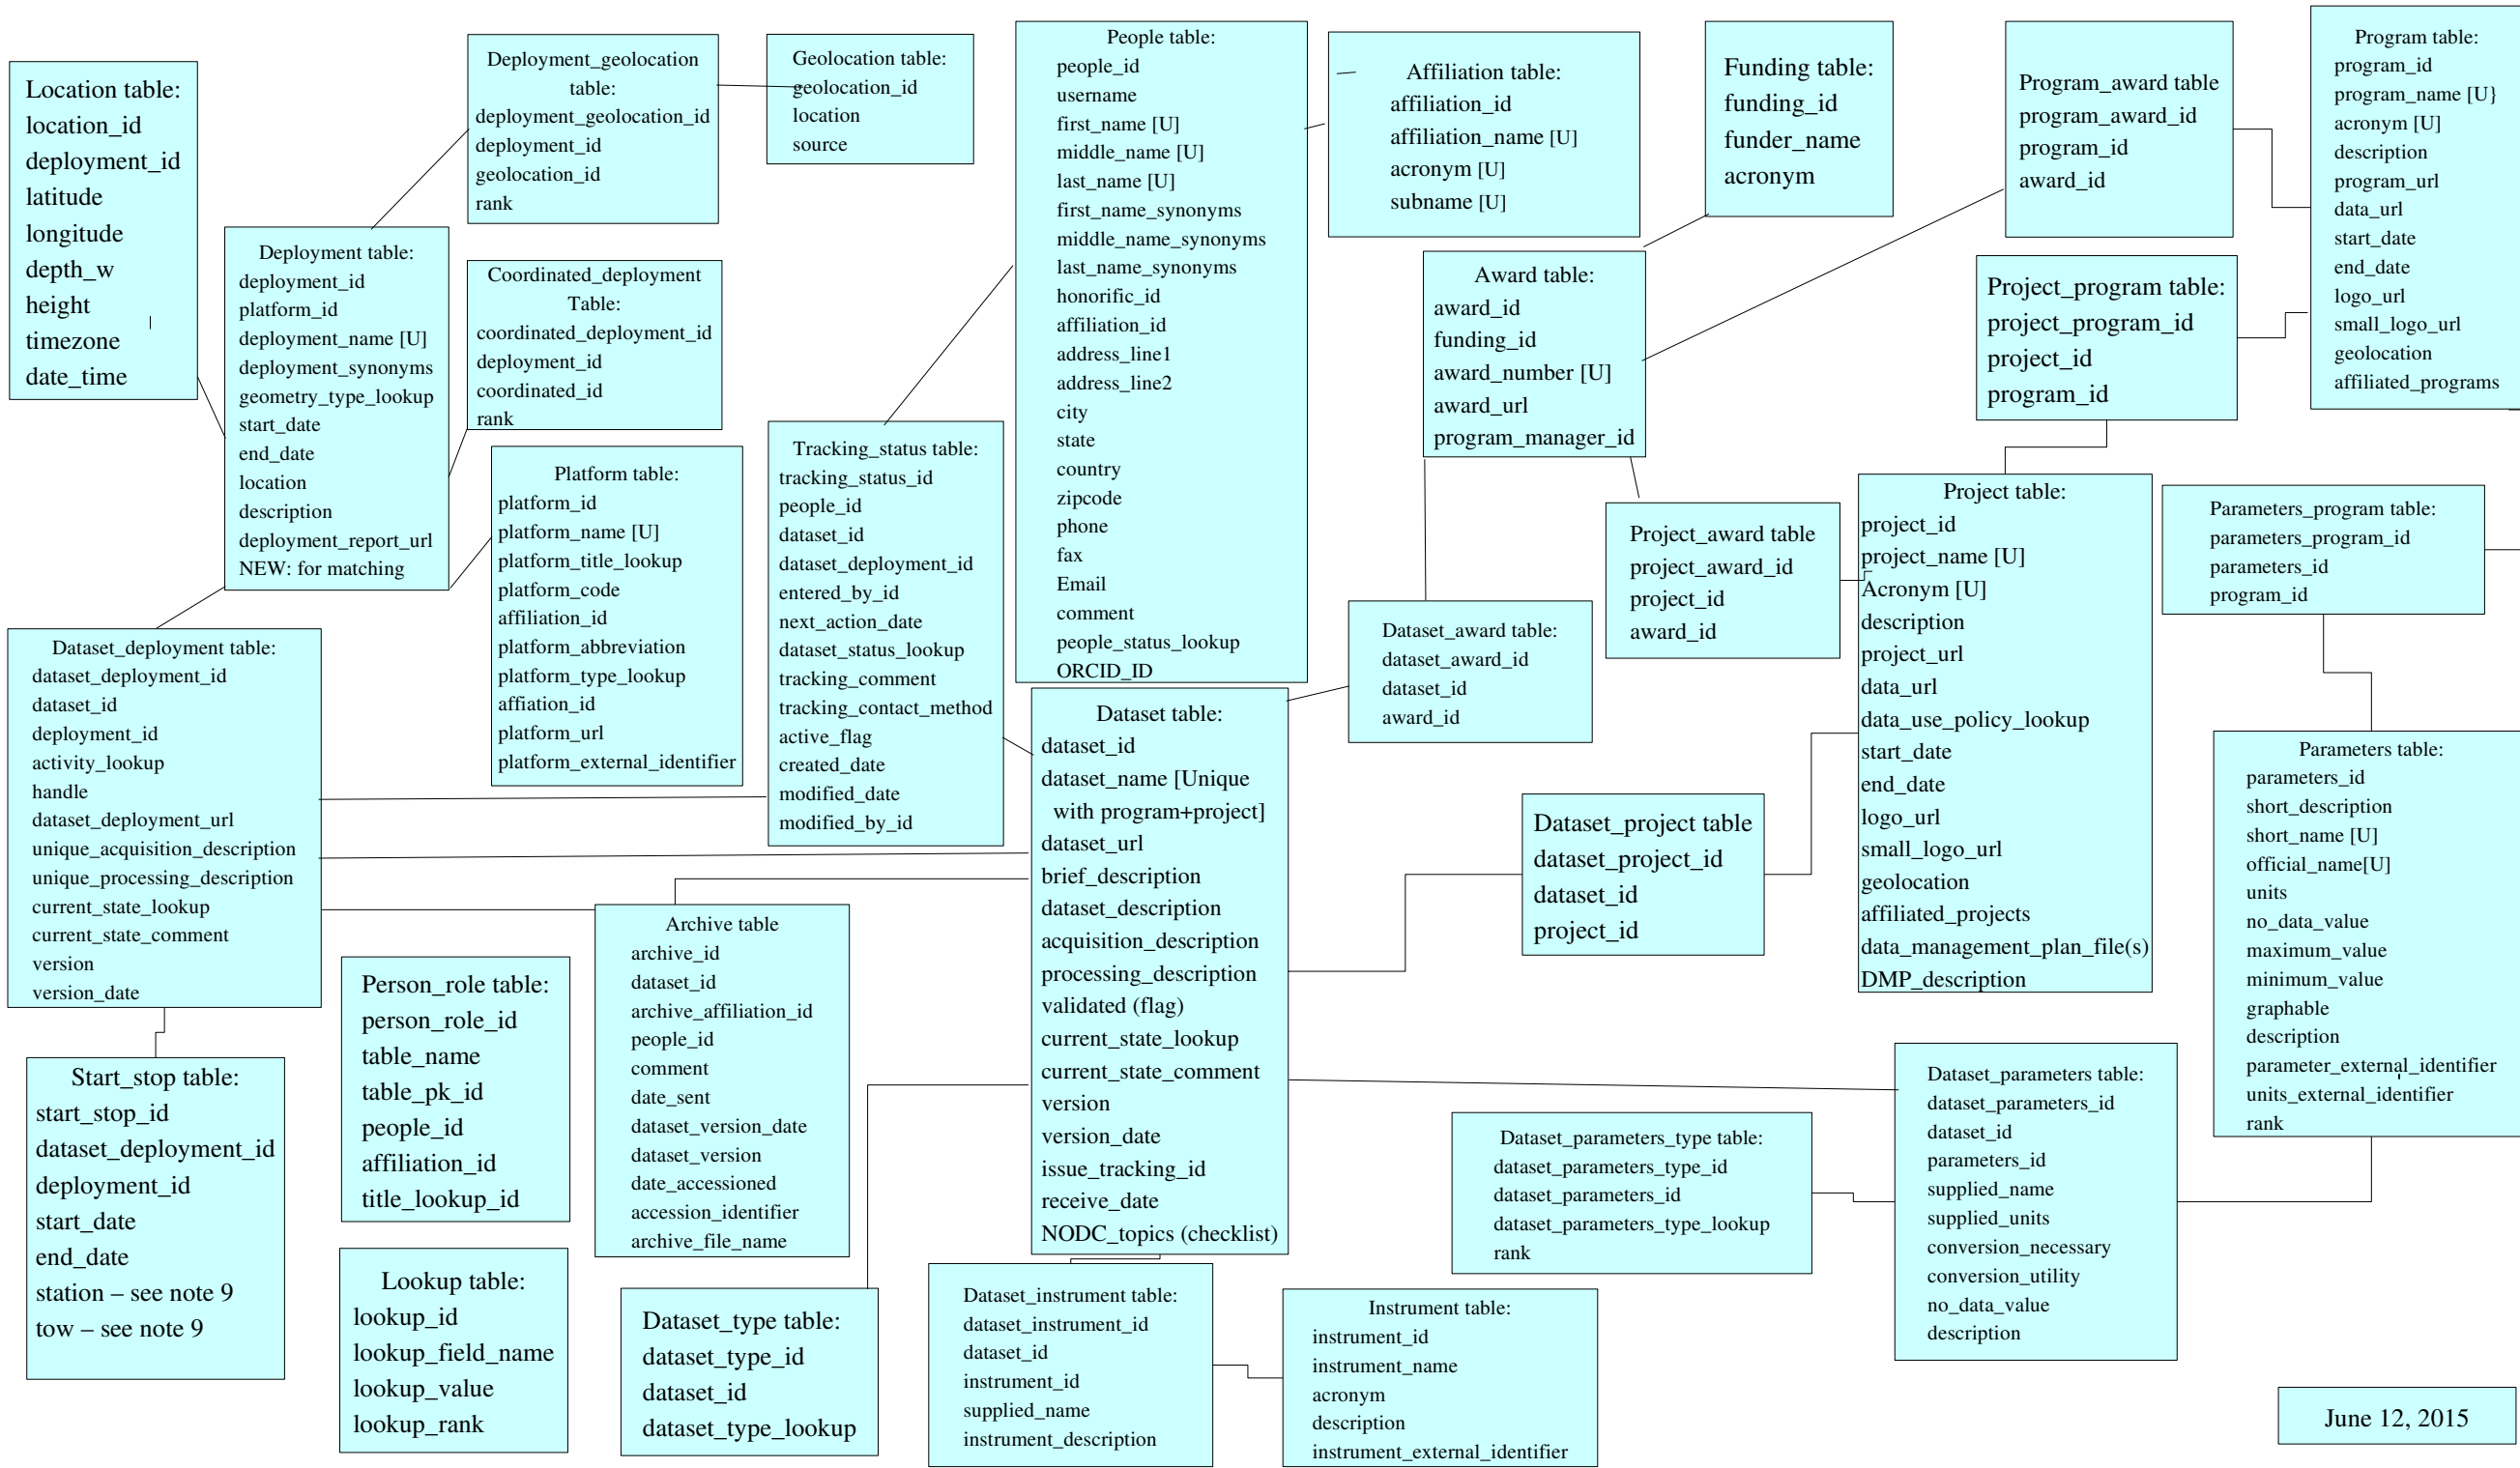 Location table:
location_id
deployment_id
latitude
longitude
depth_w
height
timezone
date_time
Deployment_geolocation
table:
deployment_geolocation_id
deployment_id
geolocation_id
rank
Geolocation table:
geolocation_id
location
source
Deployment table:
deployment_id
platform_id
deployment_name [U]
deployment_synonyms
geometry_type_lookup
start_date
end_date
location
description
deployment_report_url
NEW: for matching
Coordinated_deployment
Table:
coordinated_deployment_id
deployment_id
coordinated_id
rank
Platform table:
platform_id
platform_name [U]
platform_title_lookup
platform_code
affiliation_id
platform_abbreviation
platform_type_lookup
affiation_id
platform_url
platform_external_identifier
Tracking_status table:
tracking_status_id
people_id
dataset_id
dataset_deployment_id
entered_by_id
next_action_date
dataset_status_lookup
tracking_comment
tracking_contact_method
active_flag
created_date
modified_date
modified_by_id
People table:
people_id
username
first_name [U]
middle_name [U]
last_name [U]
first_name_synonyms
middle_name_synonyms
last_name_synonyms
honorific_id
affiliation_id
address_line1
address_line2
city
state
country
zipcode
phone
fax
Email
comment
people_status_lookup
ORCID_ID
Affiliation table:
affiliation_id
affiliation_name [U]
acronym [U]
subname [U]
Funding table:
funding_id
funder_name
acronym
Program_award table
program_award_id
program_id
award_id
Program table:
program_id
program_name [U}
acronym [U]
description
program_url
data_url
start_date
end_date
logo_url
small_logo_url
geolocation
affiliated_programs
Award table:
award_id
funding_id
award_number [U]
award_url
program_manager_id
Project_program table:
project_program_id
project_id
program_id
Project_award table
project_award_id
project_id
award_id
Project table:
project_id
project_name [U]
Acronym [U]
description
project_url
data_url
data_use_policy_lookup
start_date
end_date
logo_url
small_logo_url
geolocation
affiliated_projects
data_management_plan_file(s)
DMP_description
Parameters_program table:
parameters_program_id
parameters_id
program_id
Dataset_award table:
dataset_award_id
dataset_id
award_id
Dataset_deployment table:
dataset_deployment_id
dataset_id
deployment_id
activity_lookup
handle
dataset_deployment_url
unique_acquisition_description
unique_processing_description
current_state_lookup
current_state_comment
version
version_date
Dataset table:
dataset_id
dataset_name [Unique
with program+project]
dataset_url
brief_description
dataset_description
acquisition_description
processing_description
validated (flag)
current_state_lookup
current_state_comment
version
version_date
issue_tracking_id
receive_date
NODC_topics (checklist)
Dataset_project table
dataset_project_id
dataset_id
project_id
Parameters table:
parameters_id
short_description
short_name [U]
official_name[U]
units
no_data_value
maximum_value
minimum_value
graphable
description
parameter_external_identifier
units_external_identifier
rank
Archive table
archive_id
dataset_id
archive_affiliation_id
people_id
comment
date_sent
dataset_version_date
dataset_version
date_accessioned
accession_identifier
archive_file_name
Person_role table:
person_role_id
table_name
table_pk_id
people_id
affiliation_id
title_lookup_id
Start_stop table:
start_stop_id
dataset_deployment_id
deployment_id
start_date
end_date
station – see note 9
tow – see note 9
Lookup table:
lookup_id
lookup_field_name
lookup_value
lookup_rank
Dataset_type table:
dataset_type_id
dataset_id
dataset_type_lookup
Dataset_instrument table:
dataset_instrument_id
dataset_id
instrument_id
supplied_name
instrument_description
Instrument table:
instrument_id
instrument_name
acronym
description
instrument_external_identifier
Dataset_parameters_type table:
dataset_parameters_type_id
dataset_parameters_id
dataset_parameters_type_lookup
rank
Dataset_parameters table:
dataset_parameters_id
dataset_id
parameters_id
supplied_name
supplied_units
conversion_necessary
conversion_utility
no_data_value
description
June 12, 2015